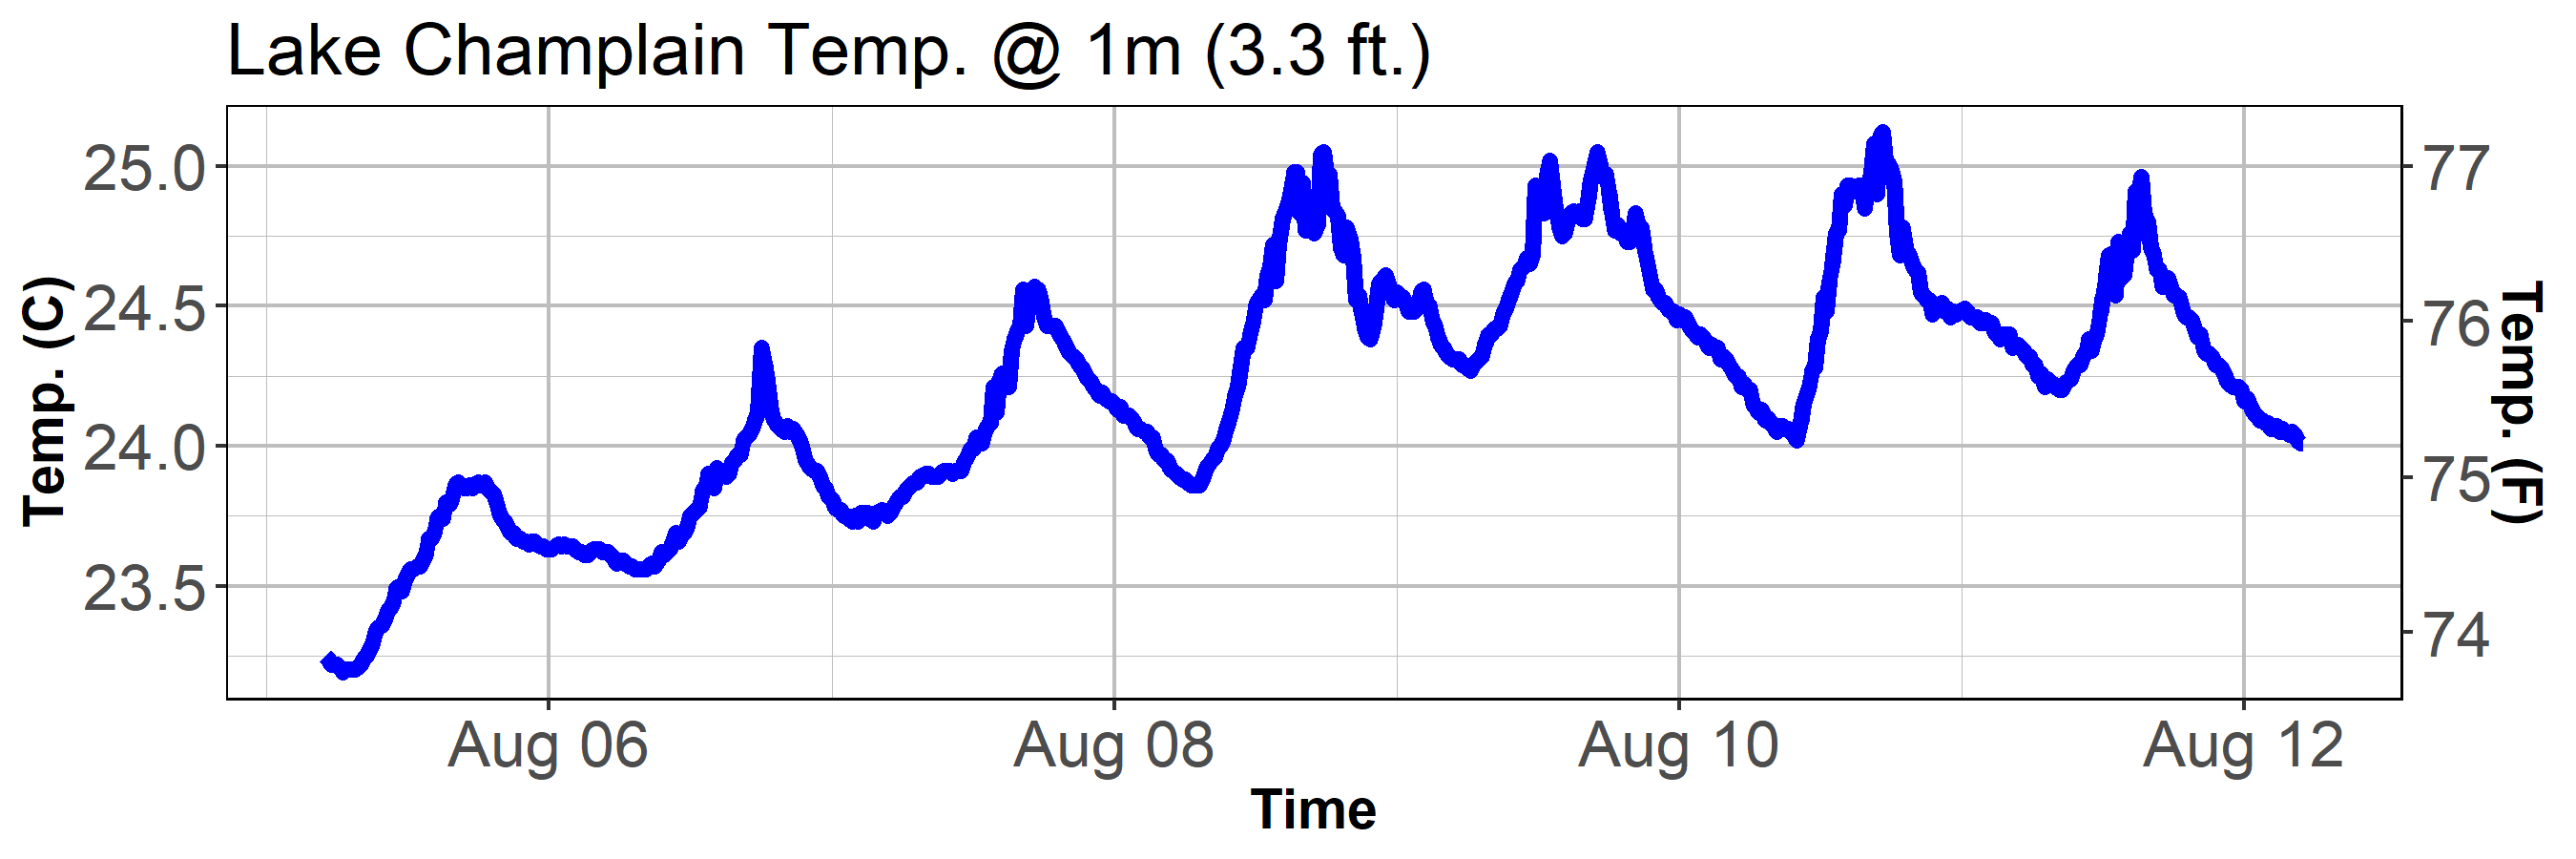 Lake Champlain Temp. @ 1m (3.3 ft.)
Temp. (C)
25.0
24.5
24.0
23.5
77
76
75
74
Temp. (F)
Aug 06 Aug 08 Aug 10 Aug 12
Time